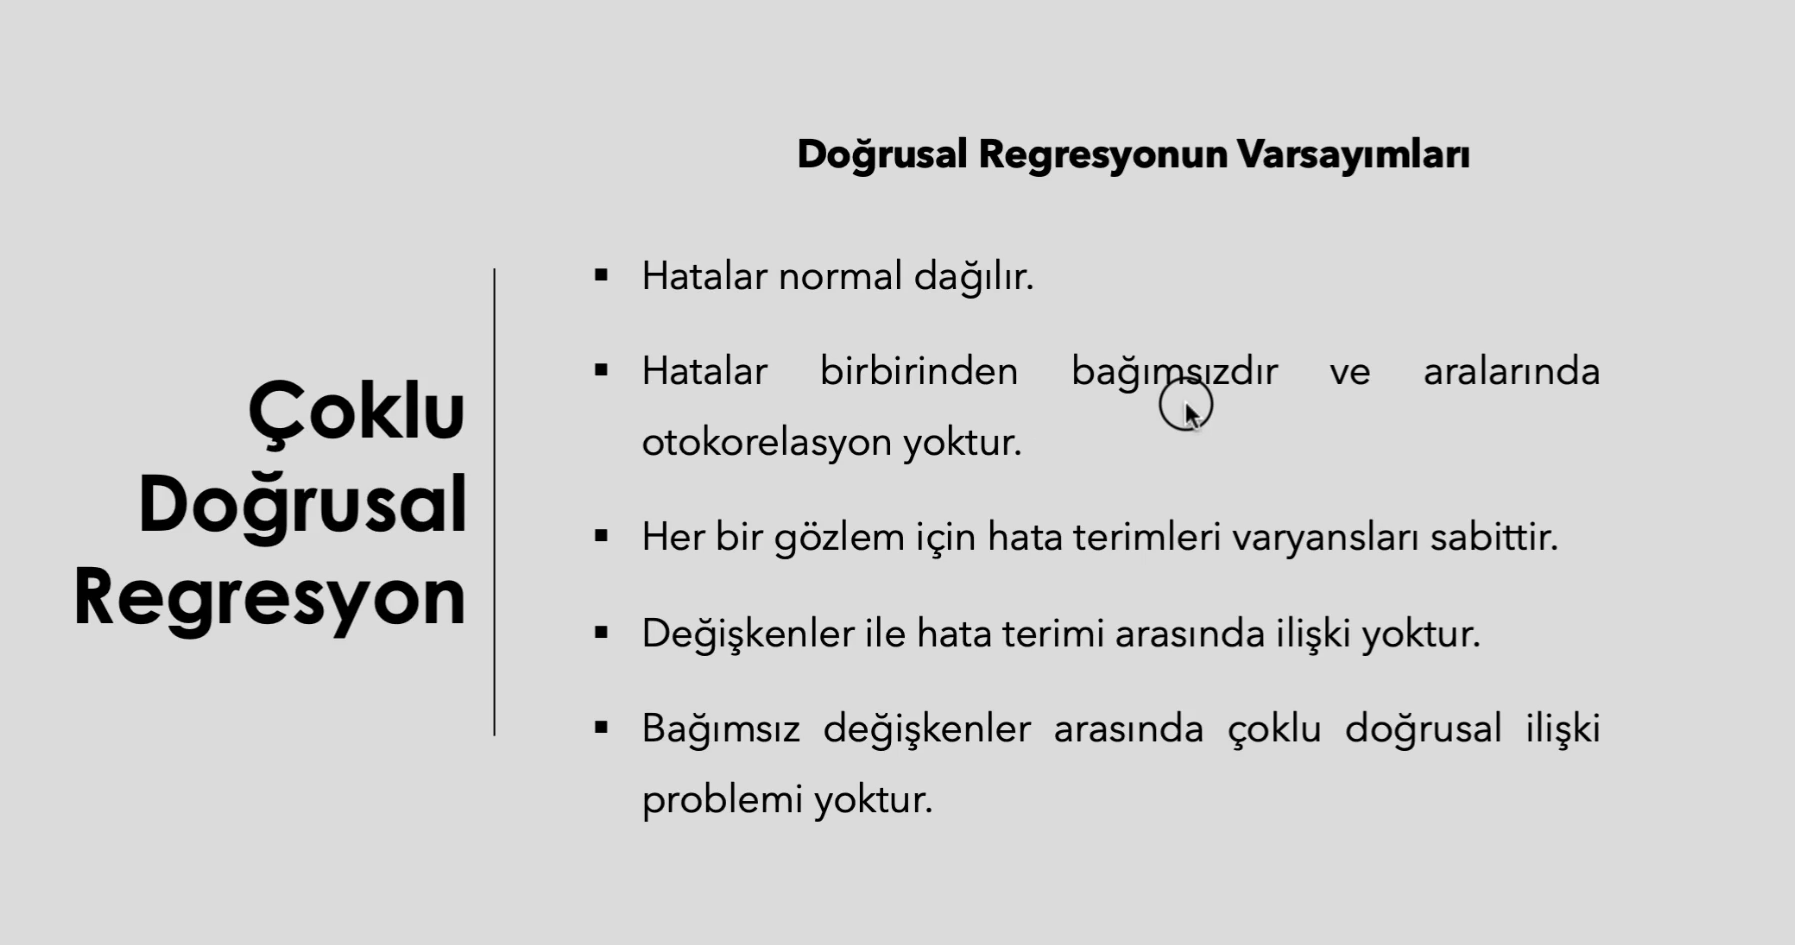 Çoklu
Doğrusal
Regresyon
Doğrusal Regresyonun Varsayımları
▪ Hatalar normal dağılır.
▪ Hatalar birbirinden bağımsızdır ve aralarında
otokorelasyon yoktur.
▪ Her bir gözlem için hata terimleri varyansları sabittir.
▪ Değişkenler ile hata terimi arasında ilişki yoktur.
▪ Bağımsız değişkenler arasında çoklu doğrusal ilişki
problemi yoktur.